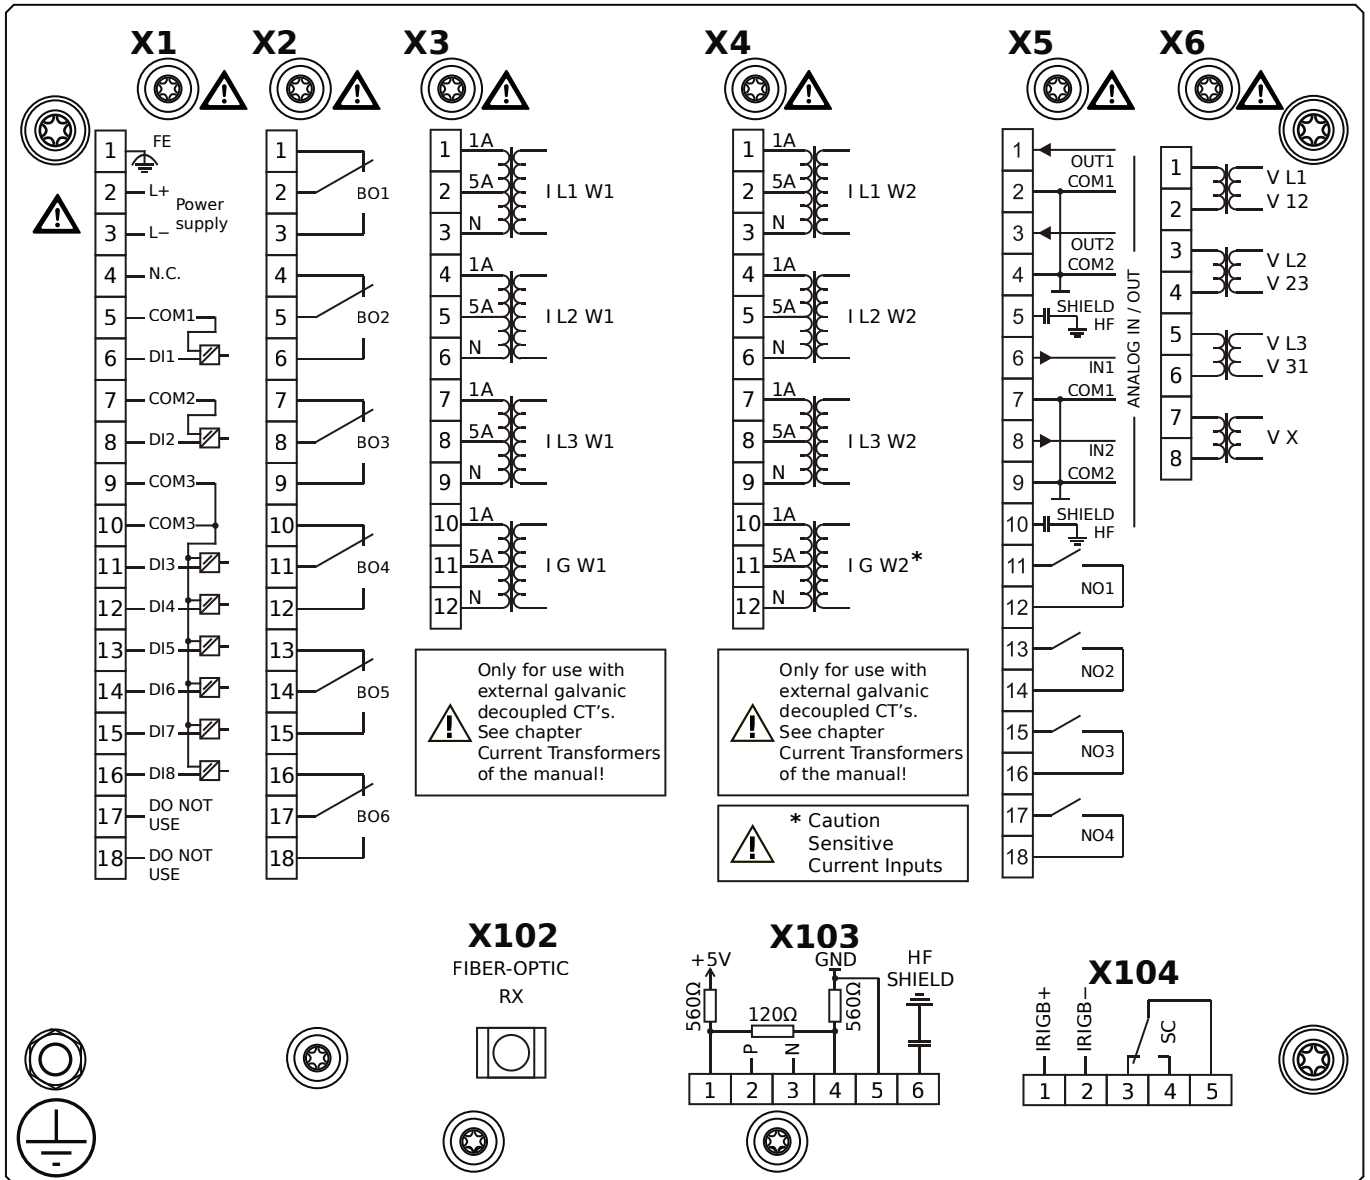 X1
1
FE
2
L+
Power
supply
3
L−
4
N.C.
5
COM1
6
DI1
7
COM2
8
DI2
9
COM3
10
COM3
11
DI3
12
DI4
13
DI5
14
DI6
15
DI7
16
DI8
17
DO NOT
USE
18
DO NOT
USE
X2
1
2
BO1
3
4
5
BO2
6
7
8
BO3
9
10
11
BO4
12
13
14
BO5
15
16
17
BO6
18
X3
1
1A
2
5A
I L1 W1
3
N
4
1A
5
5A
I L2 W1
6
N
7
1A
8
5A
I L3 W1
9
N
10
1A
11
5A
I G W1
12
N
Only for use with
external galvanic
decoupled CT’s.
See chapter
Current Transformers
of the manual!
X4
1
1A
2
5A
I L1 W2
3
N
4
1A
5
5A
I L2 W2
6
N
7
1A
8
5A
I L3 W2
9
N
10
1A
11
5A
I G W2*
12
N
Only for use with
external galvanic
decoupled CT’s.
See chapter
Current Transformers
of the manual!
* Caution
Sensitive
Current Inputs
X5
1
OUT1
2
COM1
3
OUT2
4
COM2
5
SHIELD
HF
6
IN1
7
COM1
8
IN2
9
COM2
10
SHIELD
HF
ANALOG IN / OUT
11
NO1
12
13
NO2
14
15
NO3
16
17
NO4
18
X6
1
V L1
2
V 12
3
V L2
4
V 23
5
V L3
6
V 31
7
V X
8
X102
FIBER-OPTIC
RX
X103
+5V
GND
HF
SHIELD
560Ω
120Ω
560Ω
P
N
1 2 3 4 5 6
X104
IRIGB+
IRIGB−
SC
1 2 3 4 5